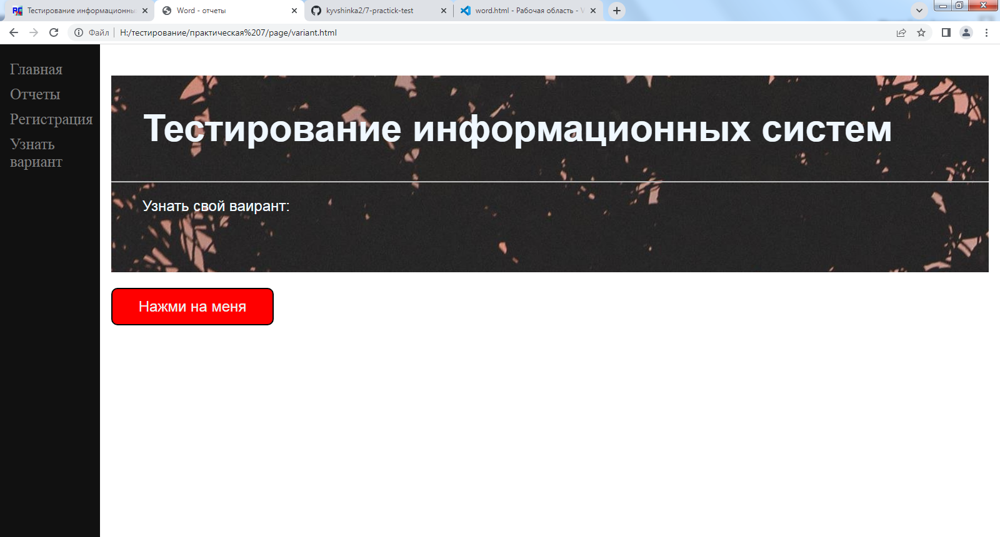 Тестирование информационны
Word - отчеты
kyvshinka2/7-practick-test
word.html - Рабочая область - V
Файл
H:/тестирование/практическая%207/page/variant.html
Главная
Отчеты
Регистрация
Узнать
вариант
Тестирование информационных систем
Узнать свой ваирант:
Нажми на меня